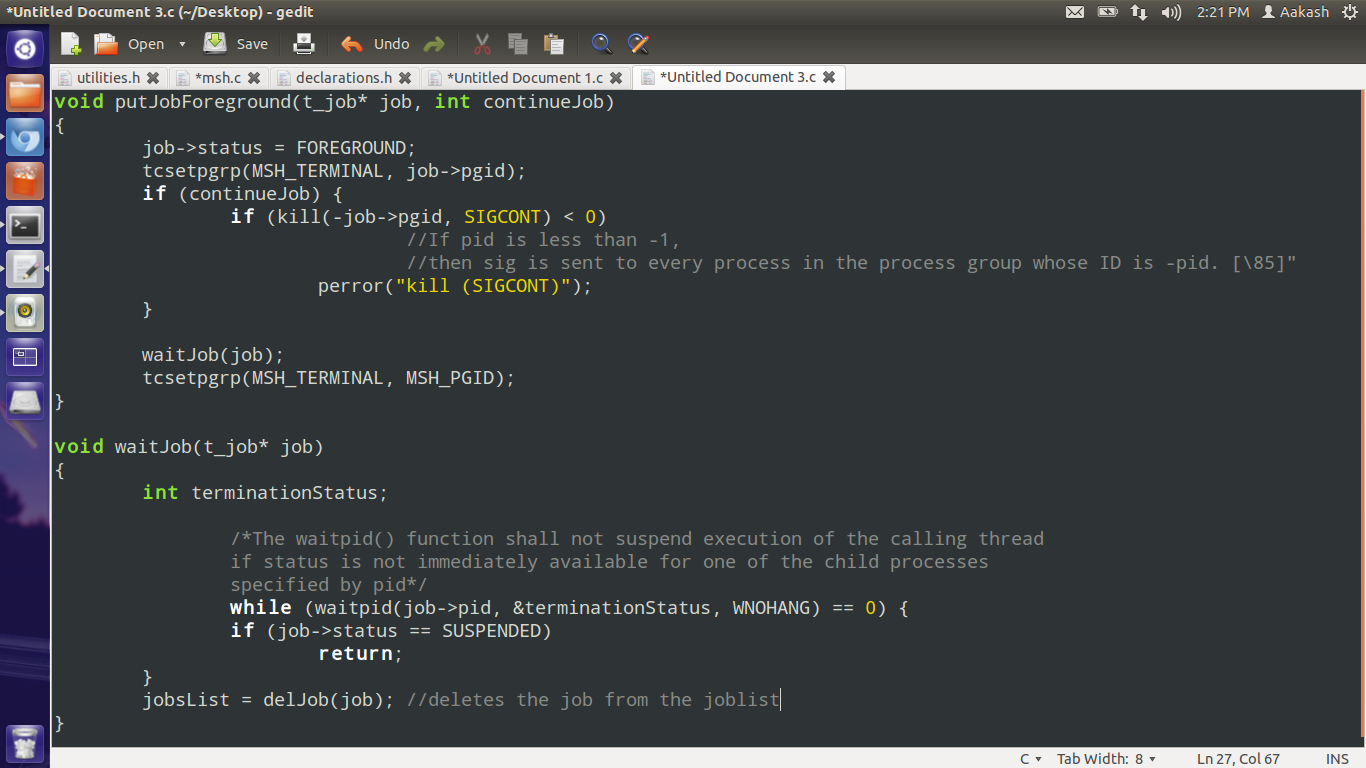 *Untitled Document 3.c (~/Desktop) - gedit
2:21 PM Aakash
Open Save Undo
utilities.h *msh.c declarations.h *Untitled Document 1.c *Untitled Document 3.c
void putJobForeground(t_job* job, int continueJob)
{
job->status = FOREGROUND;
tcsetpgrp(MSH_TERMINAL, job->pgid);
if (continueJob) {
if (kill(-job->pgid, SIGCONT) < 0)
//If pid is less than -1,
//then sig is sent to every process in the process group whose ID is -pid. [\85]"
perror("kill (SIGCONT)");
}
waitJob(job);
tcsetpgrp(MSH_TERMINAL, MSH_PGID);
}
void waitJob(t_job* job)
{
int terminationStatus;
/*The waitpid() function shall not suspend execution of the calling thread
if status is not immediately available for one of the child processes
specified by pid*/
while (waitpid(job->pid, &terminationStatus, WNOHANG) == 0) {
if (job->status == SUSPENDED)
return;
}
jobsList = delJob(job); //deletes the job from the joblist
}
C Tab Width: 8 Ln 27, Col 67 INS